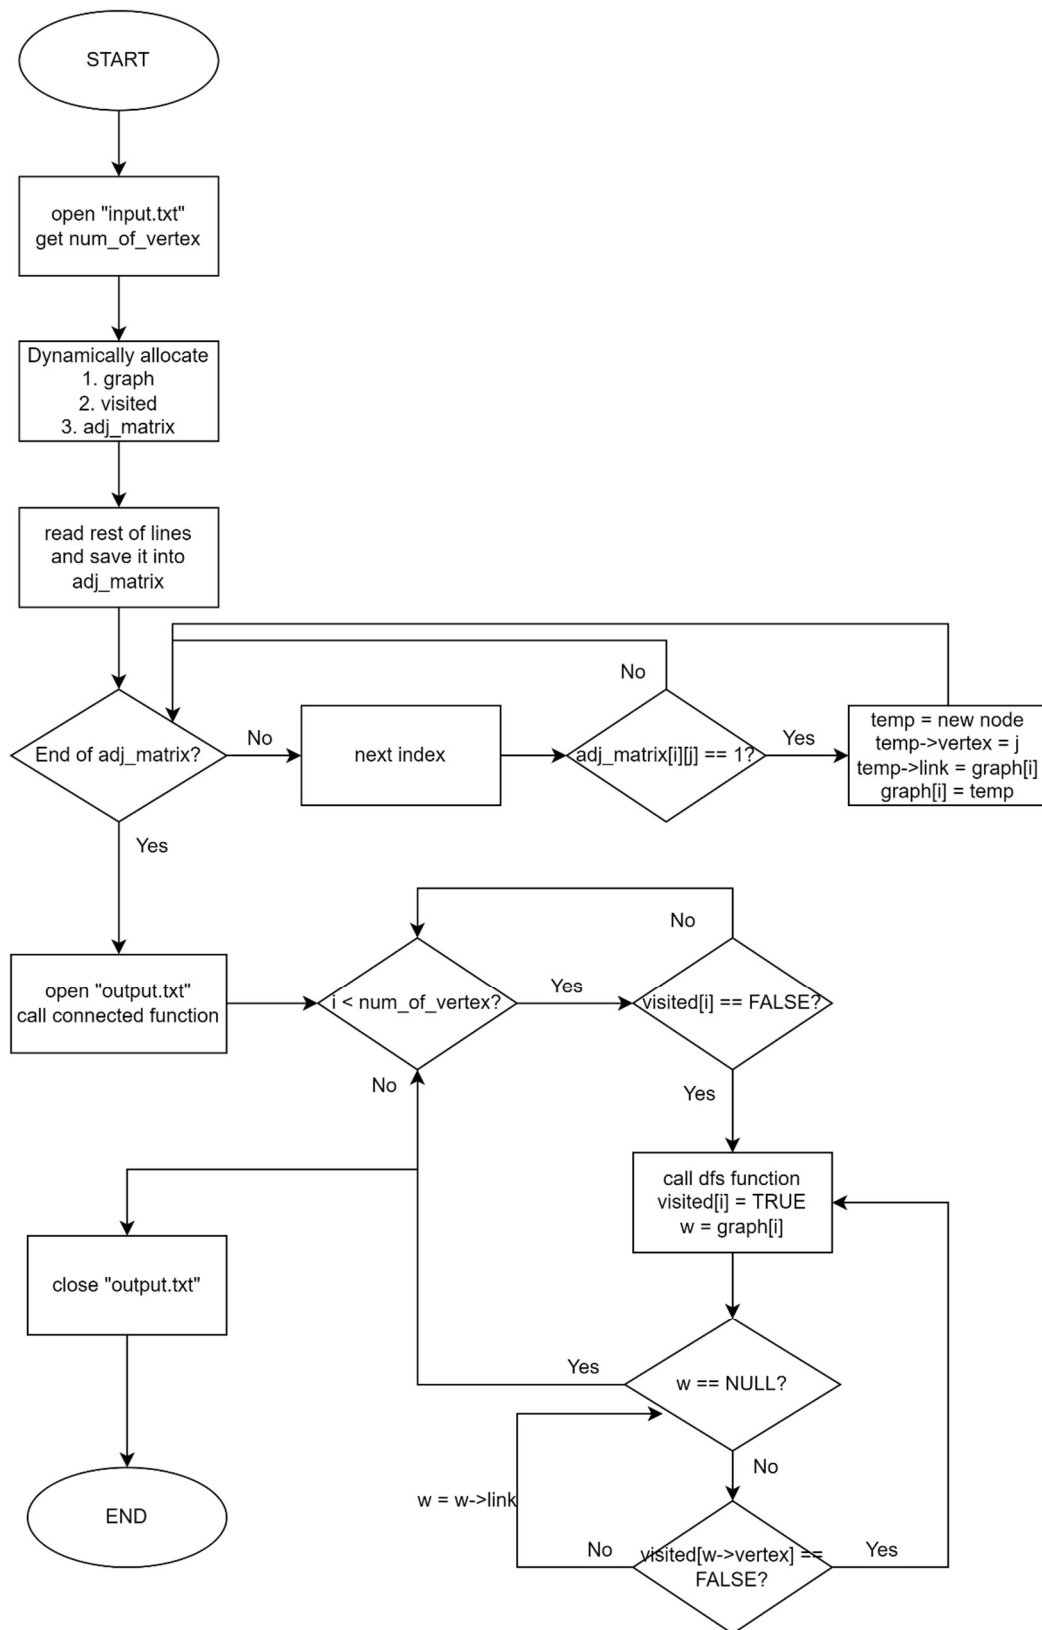 START
open "input.txt"
get num_of_vertex
Dynamically allocate
1. graph
2. visited
3. adj_matrix
read rest of lines
and save it into
adj_matrix
End of adj_matrix?
No
next index
adj_matrix[i][j] == 1?
No
Yes
temp = new node
temp->vertex = j
temp->link = graph[i]
graph[i] = temp
Yes
open "output.txt"
call connected function
i < num_of_vertex?
Yes
visited[i] == FALSE?
No
No
Yes
call dfs function
visited[i] = TRUE
w = graph[i]
close "output.txt"
Yes
w == NULL?
No
w = w->link
END
No
visited[w->vertex] ==
FALSE?
Yes